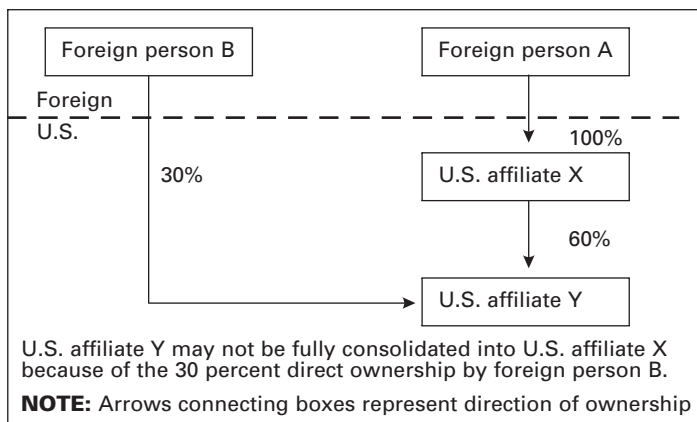 Foreign person B
Foreign person A
Foreign
U.S.
100%
30%
U.S. affiliate X
60%
U.S. affiliate Y
U.S. affiliate Y may not be fully consolidated into U.S. affiliate X
because of the 30 percent direct ownership by foreign person B.
NOTE: Arrows connecting boxes represent direction of ownership